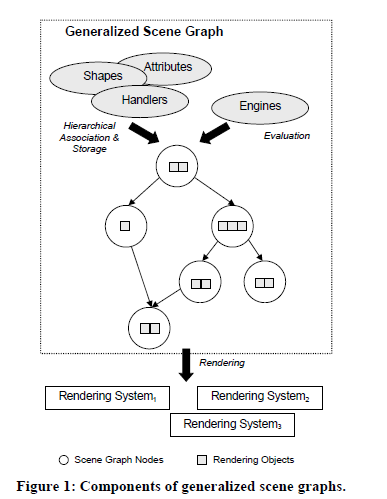 Generalized Scene Graph
Attributes
Shapes
Handlers
Engines
Hierarchical
Association &
Storage
Evaluation
Rendering
Rendering System₁
Rendering System₂
Rendering System₃
Scene Graph Nodes
Rendering Objects
Figure 1: Components of generalized scene graphs.